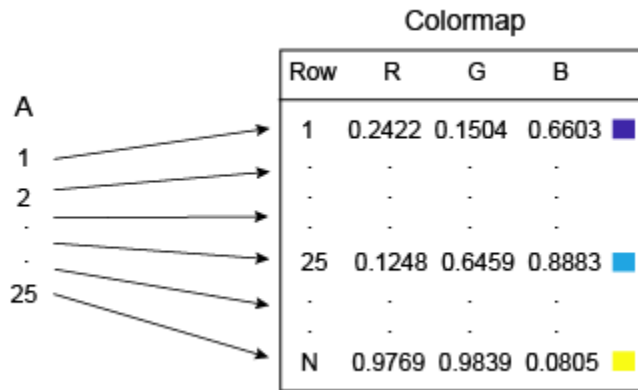 Colormap
Row R G B
A
1 0.2422 0.1504 0.6603
1
. . . .
2
. . . .
.
. . . .
.
25 0.1248 0.6459 0.8883
25
. . . .
. . . .
N 0.9769 0.9839 0.0805